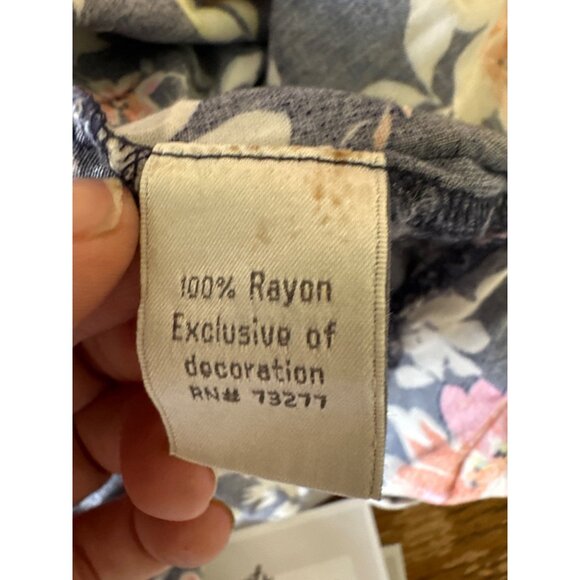 100% Rayon
Exclusive of
decoration
RN# 73277